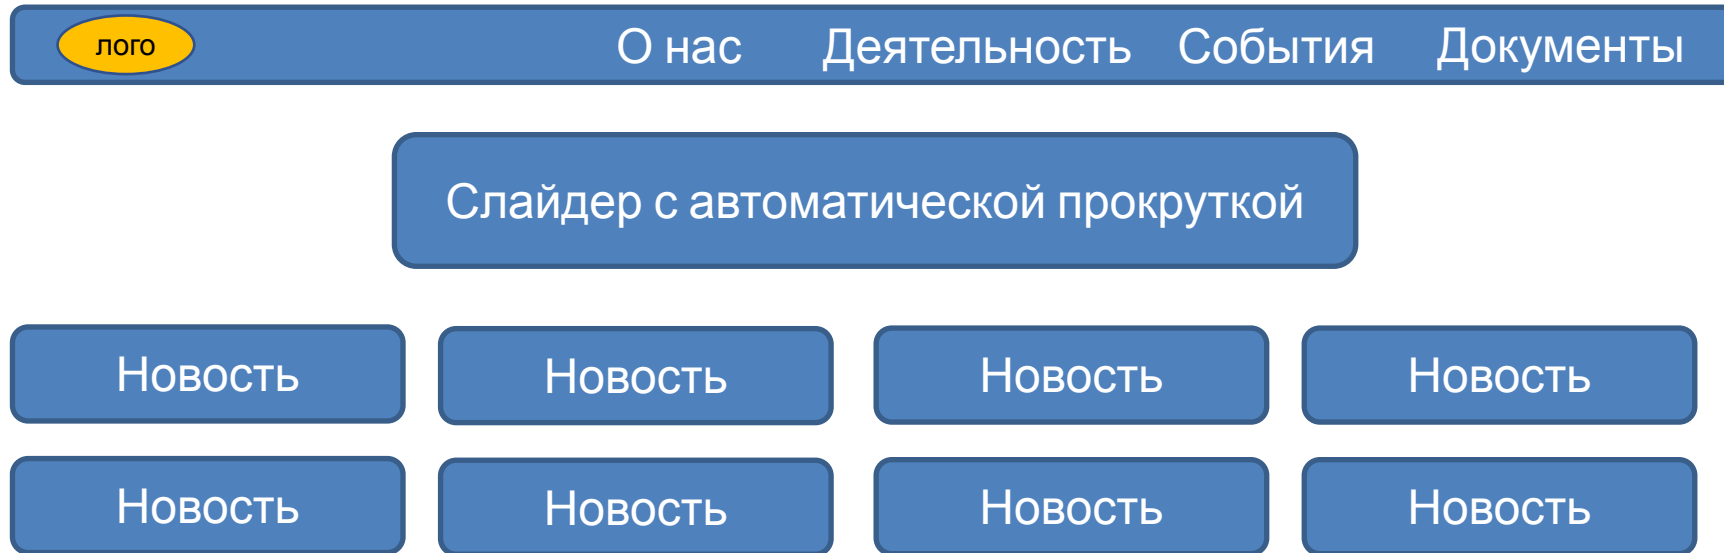 лого
О нас Деятельность События Документы
Слайдер с автоматической прокруткой
Новость Новость Новость Новость
Новость Новость Новость Новость